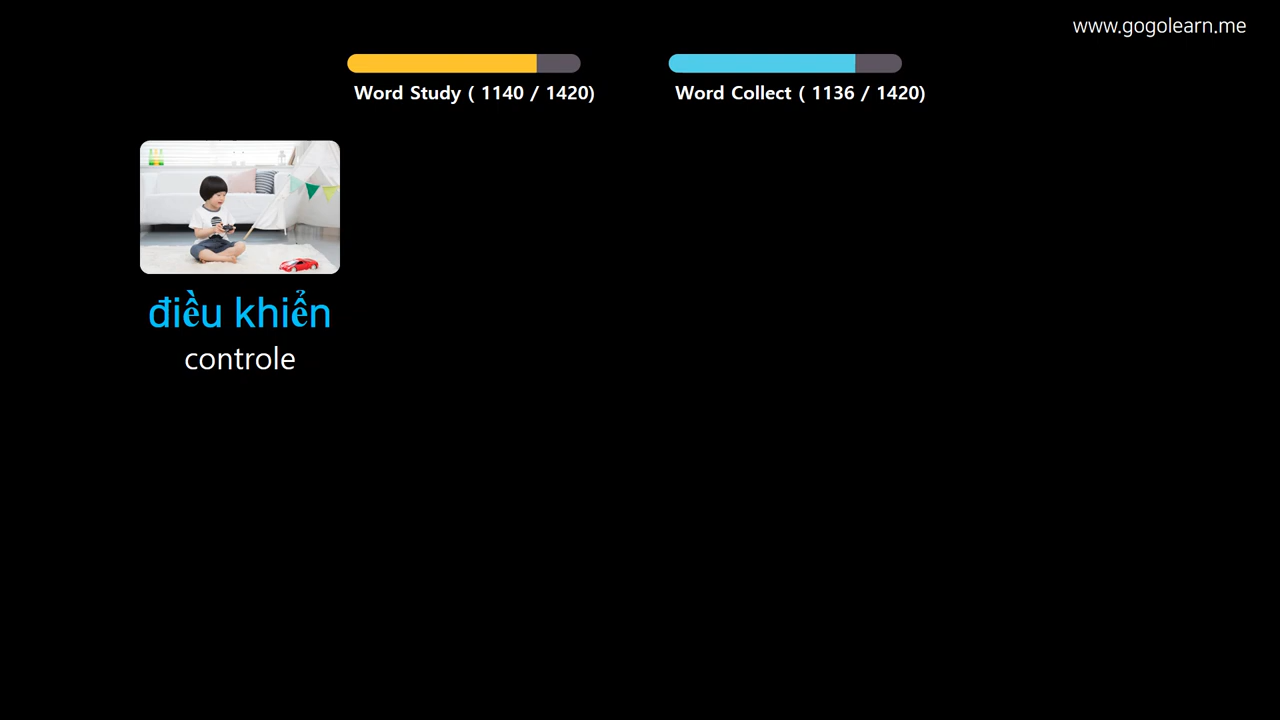 www.gogolearn.me
Word Study ( 1140 / 1420)
Word Collect ( 1136 / 1420)
điều khiển
controle